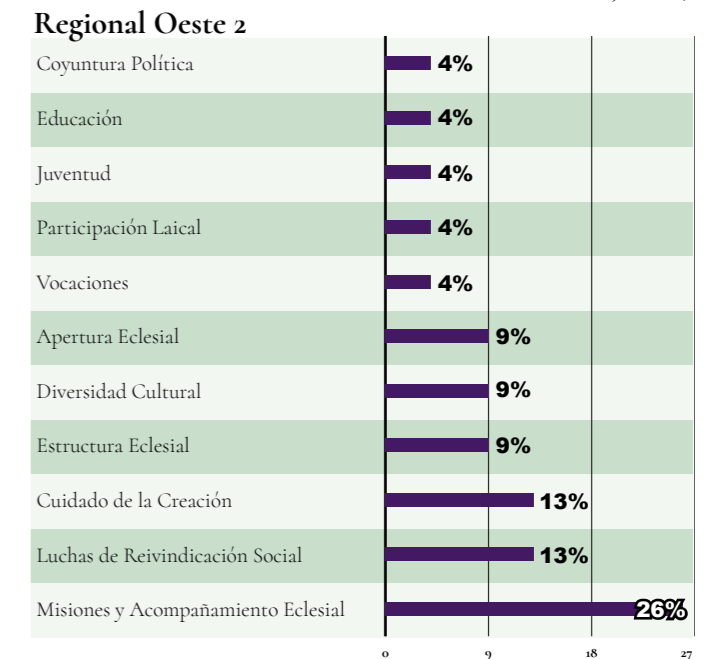 Regional Oeste 2
Coyuntura Política 4%
Educación 4%
Juventud 4%
Participación Laical 4%
Vocaciones 4%
Apertura Eclesial 9%
Diversidad Cultural 9%
Estructura Eclesial 9%
Cuidado de la Creación 13%
Luchas de Reivindicación Social 13%
Misiones y Acompañamiento Eclesial 26%
0 9 18 27